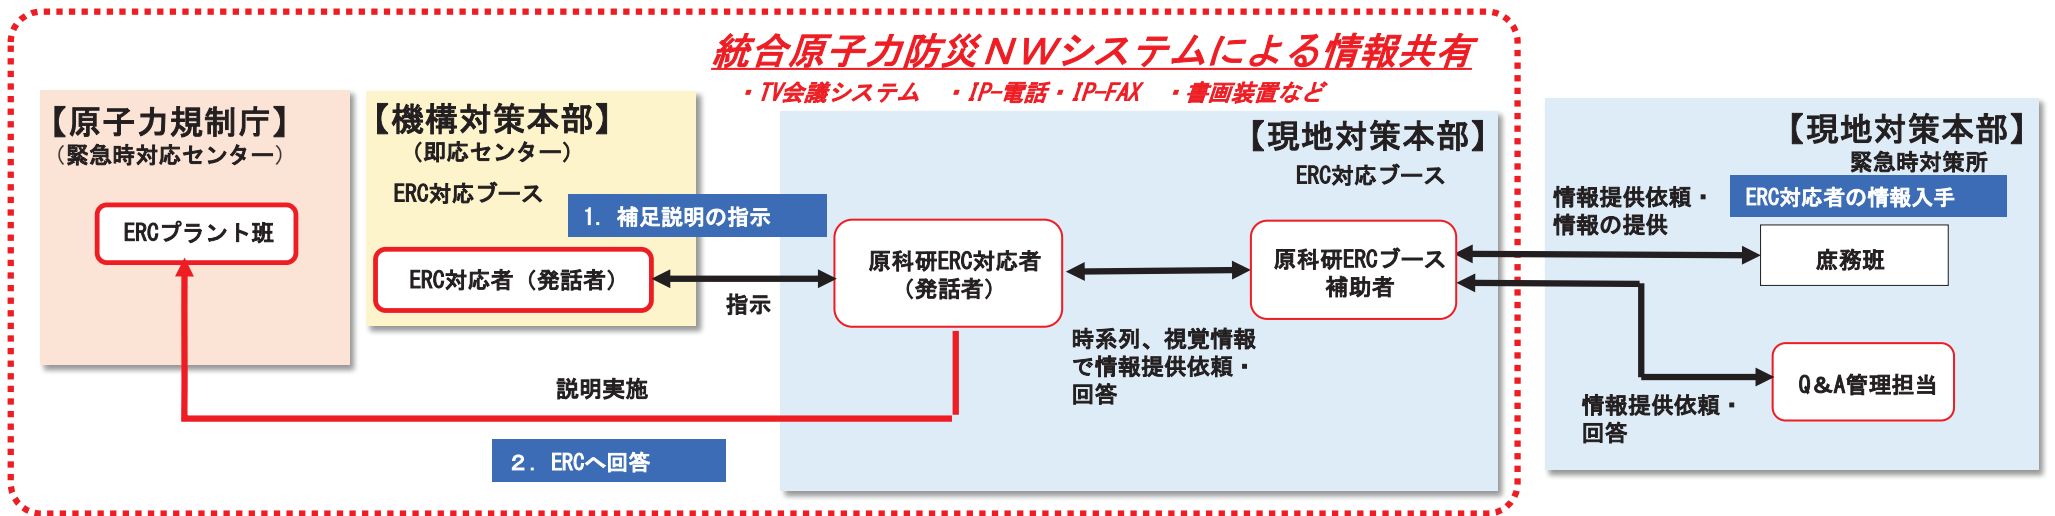 統合原子力防災ＮＷシステムによる情報共有
・TV会議システム　・IP-電話・IP-FAX　・書画装置など
【原子力規制庁】
（緊急時対応センター）
ERCプラント班
【機構対策本部】
（即応センター）
ERC対応ブース
1. 補足説明の指示
ERC対応者（発話者）
指示
説明実施
２．ERCへ回答
【現地対策本部】
ERC対応ブース
原科研ERC対応者
（発話者）
原科研ERCブース
補助者
時系列、視覚情報
で情報提供依頼・
回答
【現地対策本部】
緊急時対策所
ERC対応者の情報入手
情報提供依頼・
情報の提供
庶務班
Q＆A管理担当
情報提供依頼・
回答